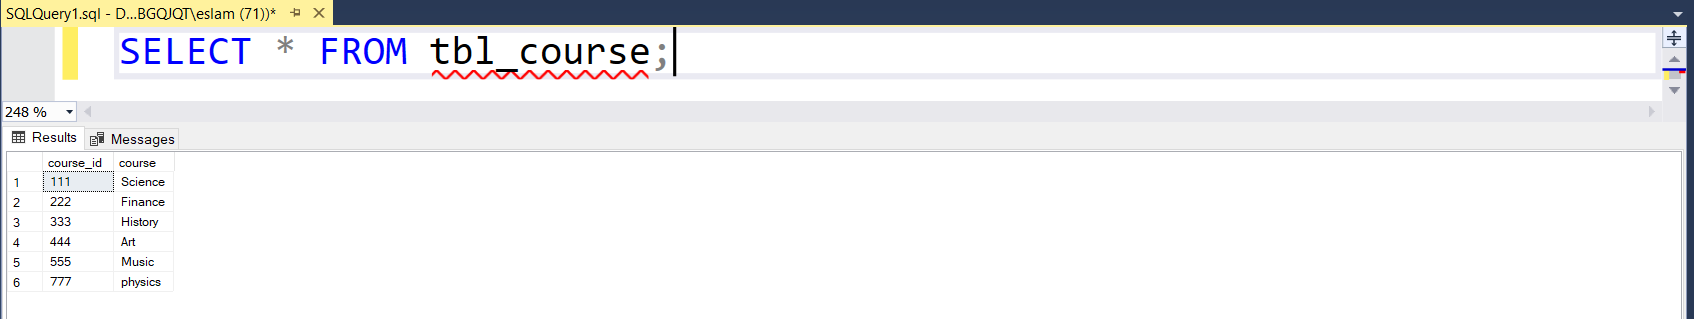 SQLQuery1.sql - D...BGQJQT\eslam (71))*
SELECT * FROM tbl_course;
248 %
Results Messages
course_id course
1 111 Science
2 222 Finance
3 333 History
4 444 Art
5 555 Music
6 777 physics